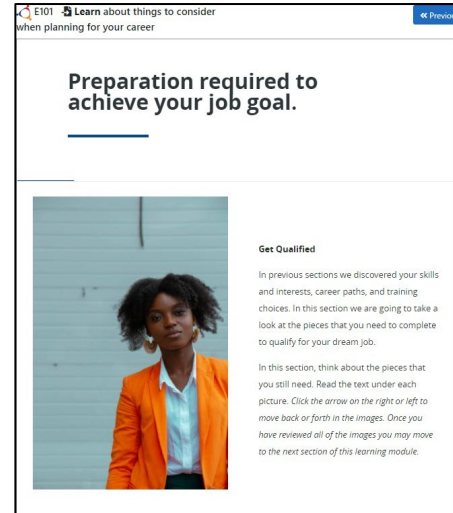 E101 Learn about things to consider
when planning for your career
« Previou
Preparation required to
achieve your job goal.
Get Qualified
In previous sections we discovered your skills
and interests, career paths, and training
choices. In this section we are going to take a
look at the pieces that you need to complete
to qualify for your dream job.
In this section, think about the pieces that
you still need. Read the text under each
picture. Click the arrow on the right or left to
move back or forth in the images. Once you
have reviewed all of the images you may move
to the next section of this learning module.